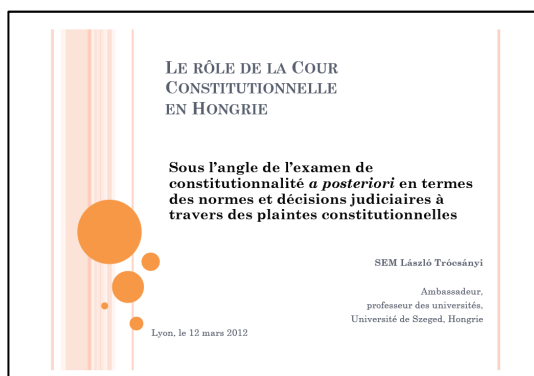 LE RÔLE DE LA COUR
CONSTITUTIONNELLE
EN HONGRIE
Sous l'angle de l'examen de
constitutionnalité a posteriori en termes
des normes et décisions judiciaires à
travers des plaintes constitutionnelles
SEM László Trócsányi
Ambassadeur,
professeur des universités,
Université de Szeged, Hongrie
Lyon, le 12 mars 2012